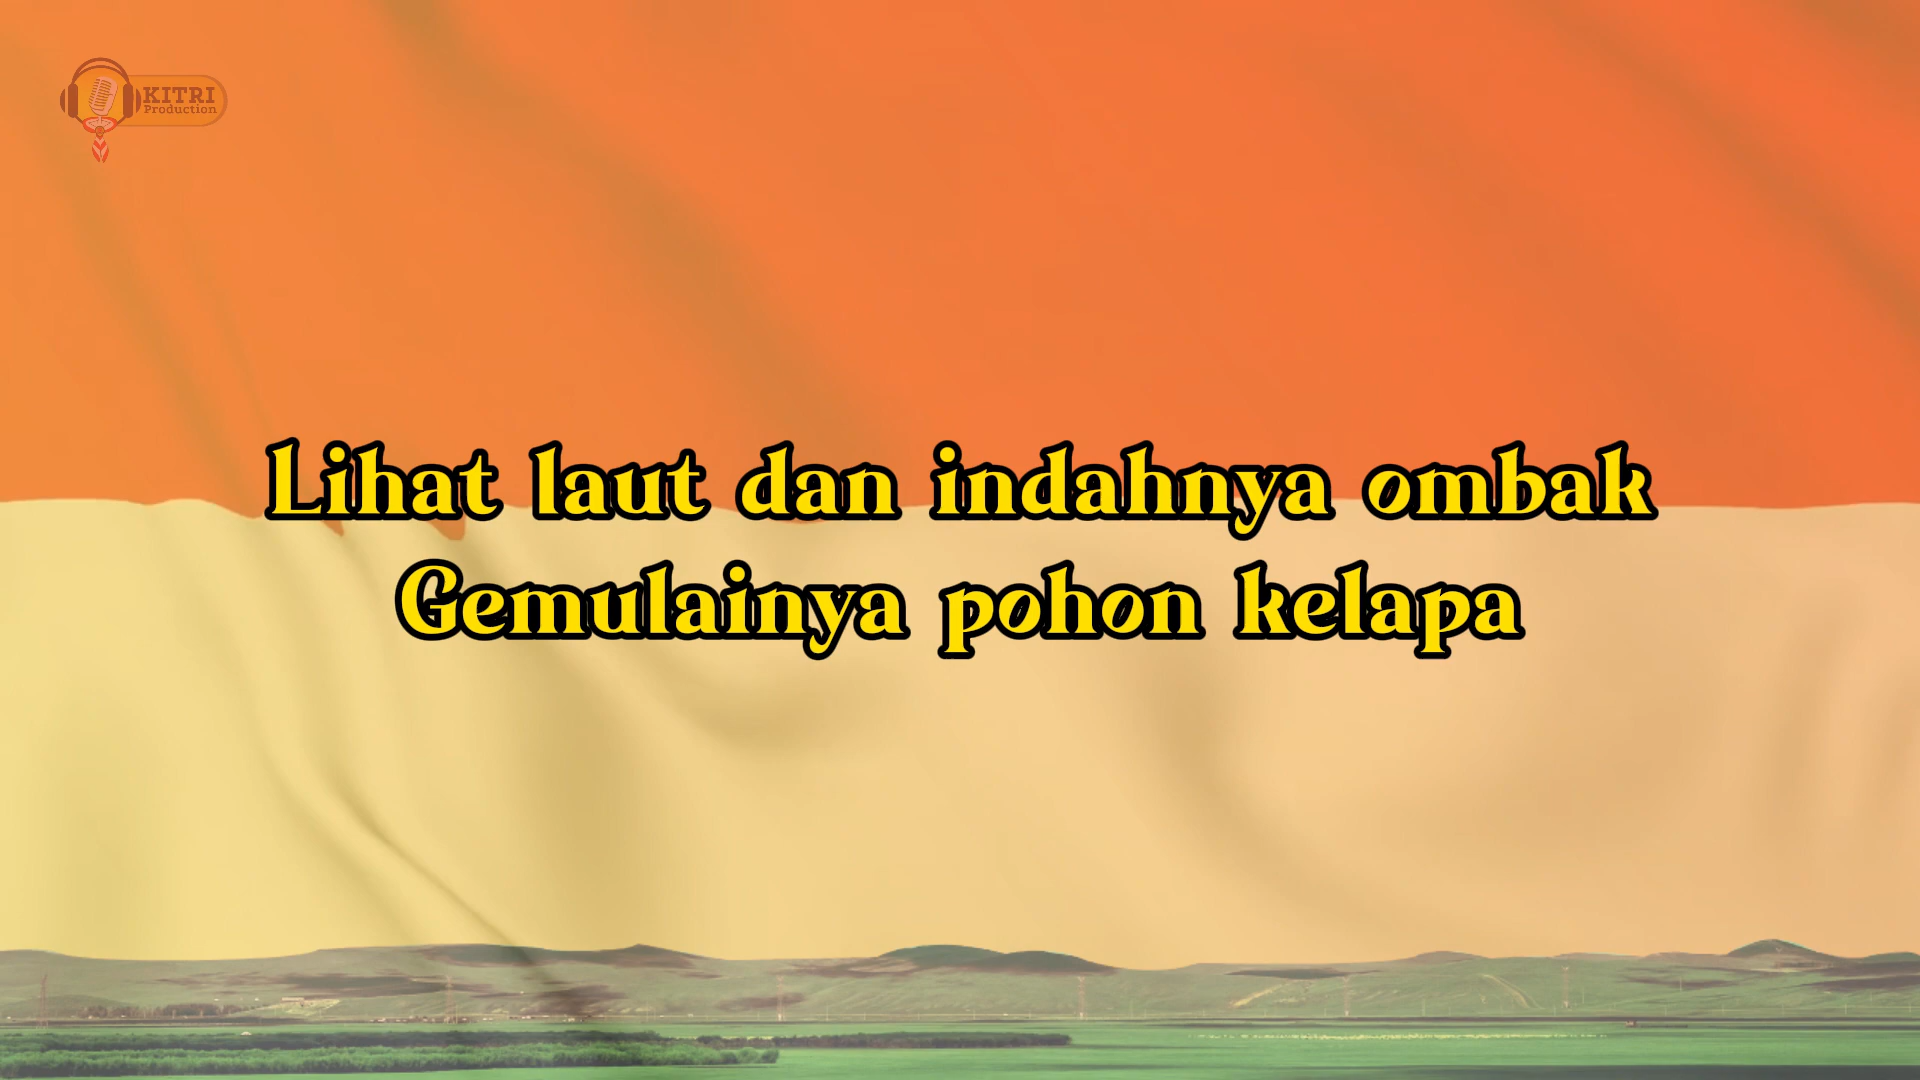 KITRI
Production
Lihat laut dan indahnya ombak
Gemulainya pohon kelapa